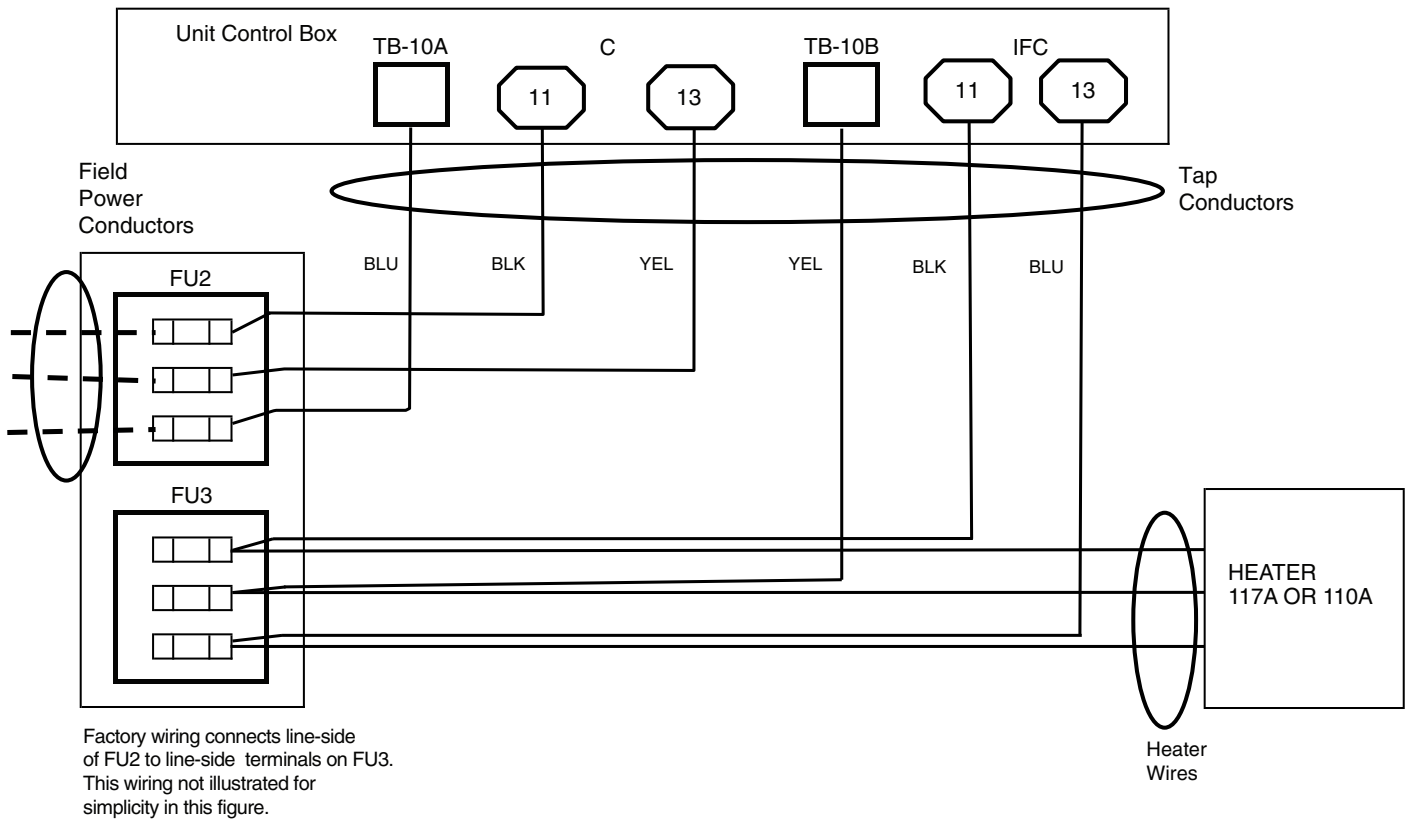 Unit Control Box
TB-10A
C
TB-10B
IFC
11
13
11
13
Field
Power
Conductors
Tap
Conductors
BLU
BLK
YEL
YEL
BLK
BLU
FU2
FU3
HEATER
117A OR 110A
Factory wiring connects line-side
of FU2 to line-side terminals on FU3.
This wiring not illustrated for
simplicity in this figure.
Heater
Wires